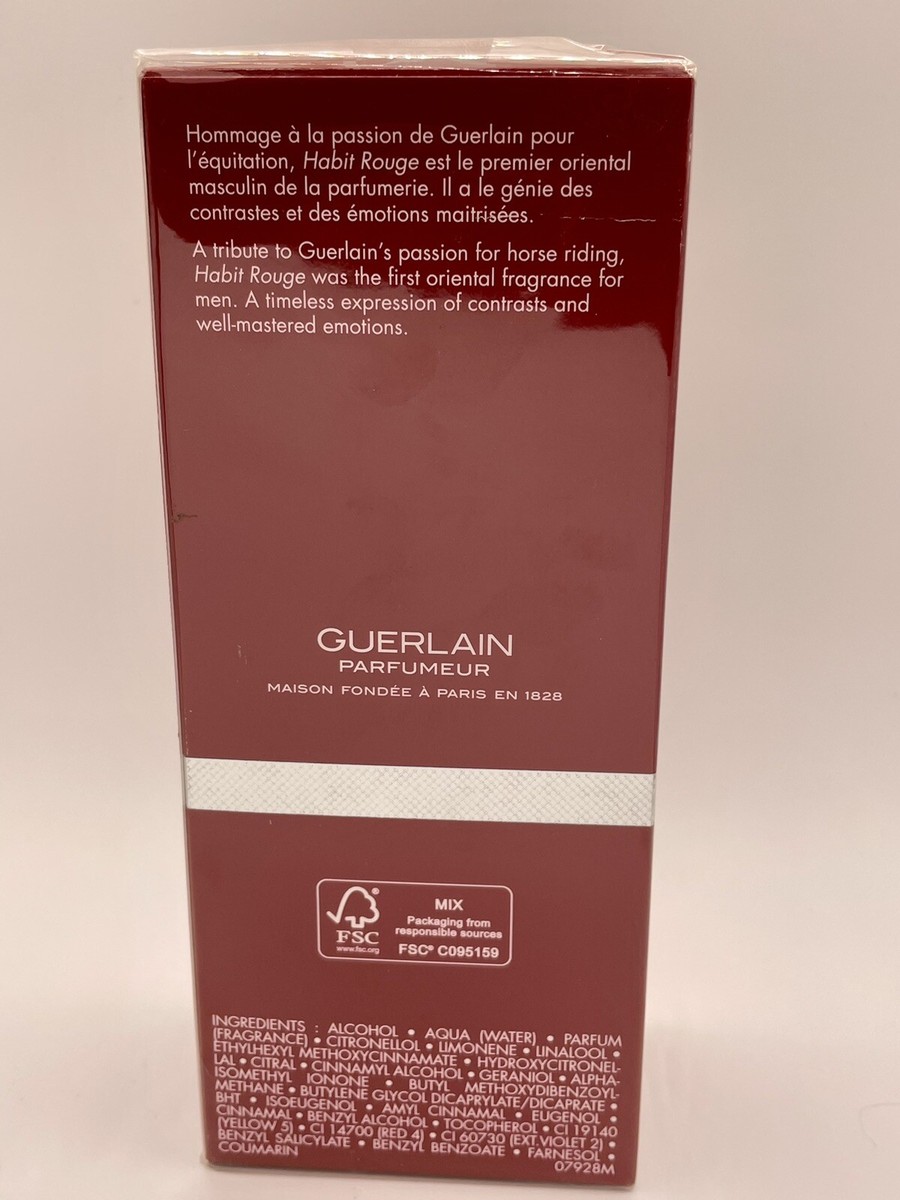 Hommage à la passion de Guerlain pour
l'équitation, Habit Rouge est le premier oriental
masculin de la parfumerie. Il a le génie des
contrastes et des émotions maitrisées.
A tribute to Guerlain's passion for horse riding,
Habit Rouge was the first oriental fragrance for
men. A timeless expression of contrasts and
well-mastered emotions.
GUERLAIN
PARFUMEUR
MAISON FONDÉE À PARIS EN 1828
FSC®
www.fsc.org
MIX
Packaging from
responsible sources
FSC® C095159
INGREDIENTS : ALCOHOL • AQUA (WATER) • PARFUM
(FRAGRANCE) • CITRONELLOL • LIMONENE • LINALOOL •
ETHYLHEXYL METHOXYCINNAMATE • HYDROXYCITRONEL-
LAL • CITRAL • CINNAMYL ALCOHOL • GERANIOL • ALPHA-
ISOMETHYL IONONE • BUTYL METHOXYDIBENZOYL-
METHANE • BUTYLENE GLYCOL DICAPRYLATE/DICAPRATE •
BHT • ISOEUGENOL • AMYL CINNAMAL • EUGENOL •
CINNAMAL • BENZYL ALCOHOL • TOCOPHEROL • CI 19140
(YELLOW 5) • CI 14700 (RED 4) • CI 60730 (EXT.VIOLET 2) •
BENZYL SALICYLATE • BENZYL BENZOATE • FARNESOL •
COUMARIN 07928M